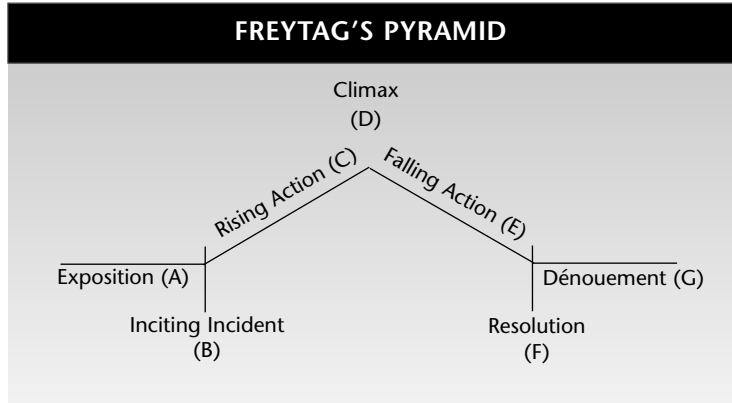 FREYTAG’S PYRAMID
Climax
(D)
Rising Action (C)
Falling Action (E)
Exposition (A)
Dénouement (G)
Inciting Incident
(B)
Resolution
(F)